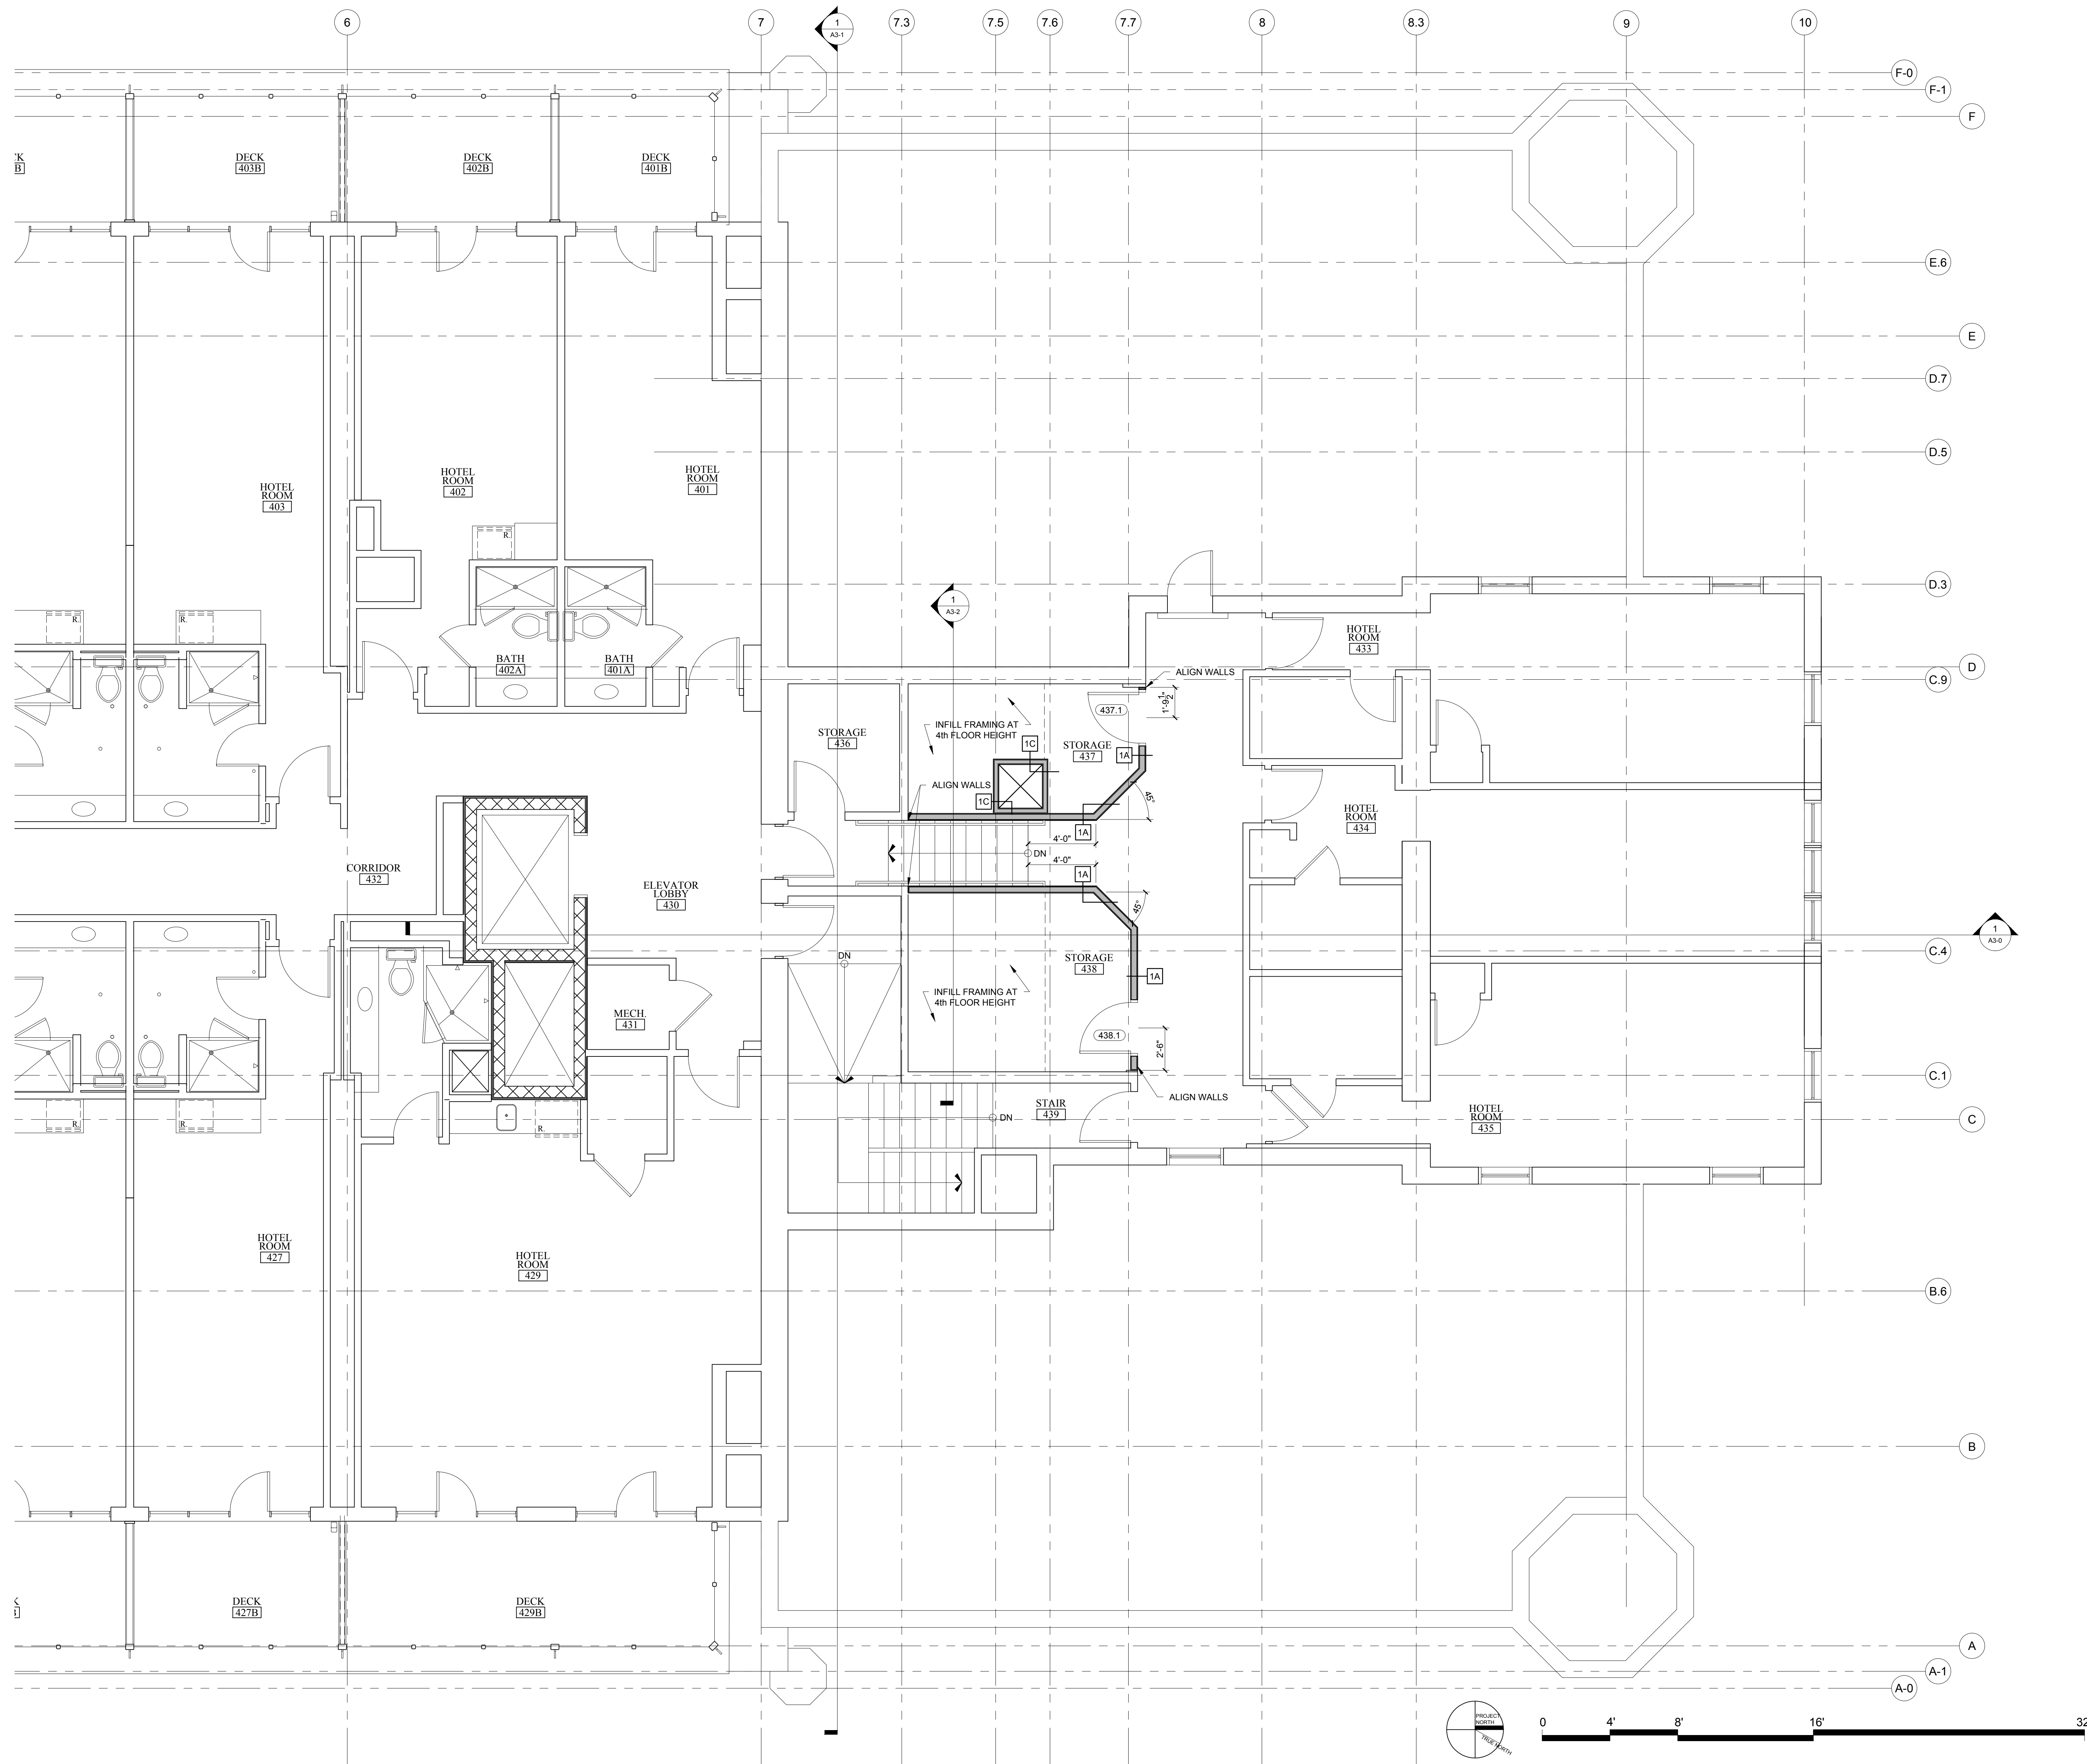 6
7
1
A3-1
7.3
7.5
7.6
7.7
8
8.3
9
10
F-0
F-1
F
DECK
403B
DECK
402B
DECK
401B
E.6
E
D.7
D.5
HOTEL
ROOM
403
HOTEL
ROOM
402
HOTEL
ROOM
401
R.
D.3
1
A3-2
R.
R.
HOTEL
ROOM
433
BATH
402A
BATH
401A
D
C.9
ALIGN WALLS
1'-9 1/2"
437.1
INFILL FRAMING AT
4th FLOOR HEIGHT
STORAGE
436
STORAGE
437
1C
1A
ALIGN WALLS
1C
45°
HOTEL
ROOM
434
1A
4'-0"
DN
4'-0"
CORRIDOR
432
1A
ELEVATOR
LOBBY
430
45°
1
A3-0
C.4
DN
STORAGE
438
1A
INFILL FRAMING AT
4th FLOOR HEIGHT
MECH.
431
438.1
2'-6"
C.1
ALIGN WALLS
STAIR
439
DN
R.
R.
R.
HOTEL
ROOM
435
C
HOTEL
ROOM
427
HOTEL
ROOM
429
B.6
B
DECK
427B
DECK
429B
A
A-1
A-0
PROJECT
NORTH
TRUE NORTH
0
4'
8'
16'
32